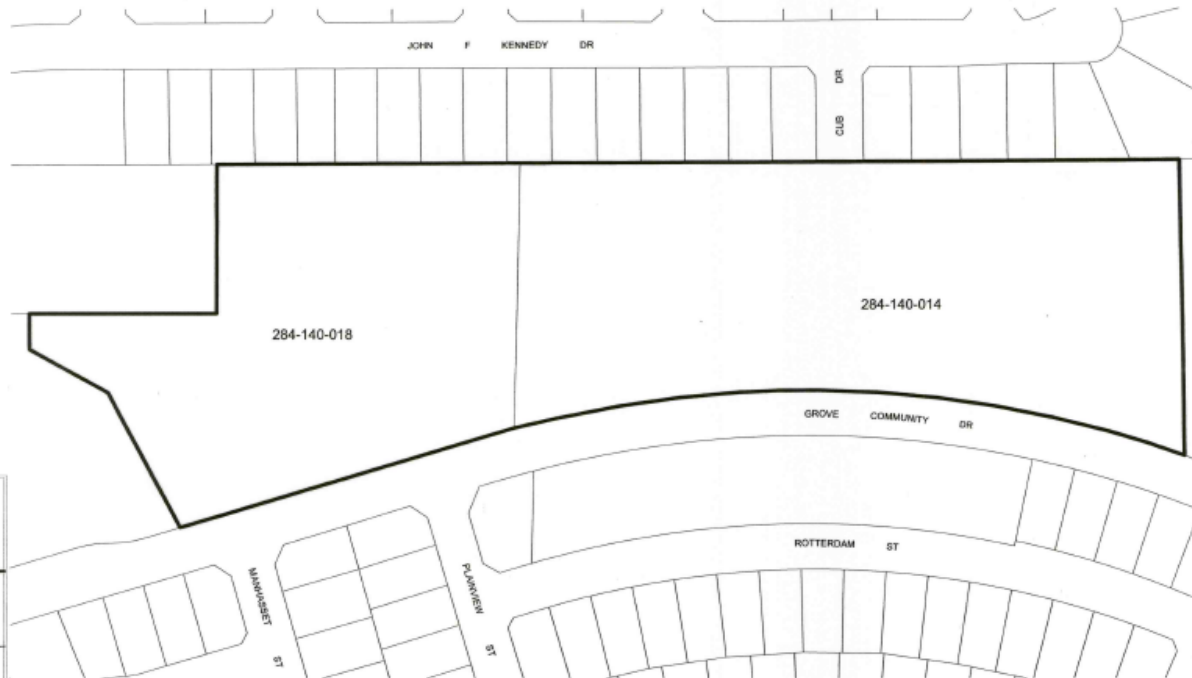 JOHN F KENNEDY DR
CUB DR
284-140-014
284-140-018
GROVE COMMUNITY DR
ROTTERDAM ST
MANHASSET ST
PLAINVIEW ST